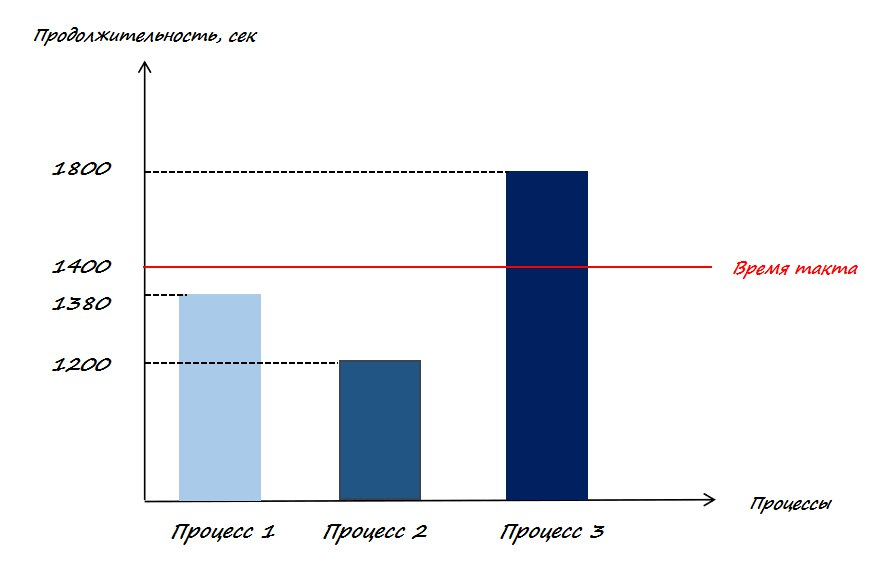 Продолжительность, сек
1800
1400
Время такта
1380
1200
Процессы
Процесс 1
Процесс 2
Процесс 3